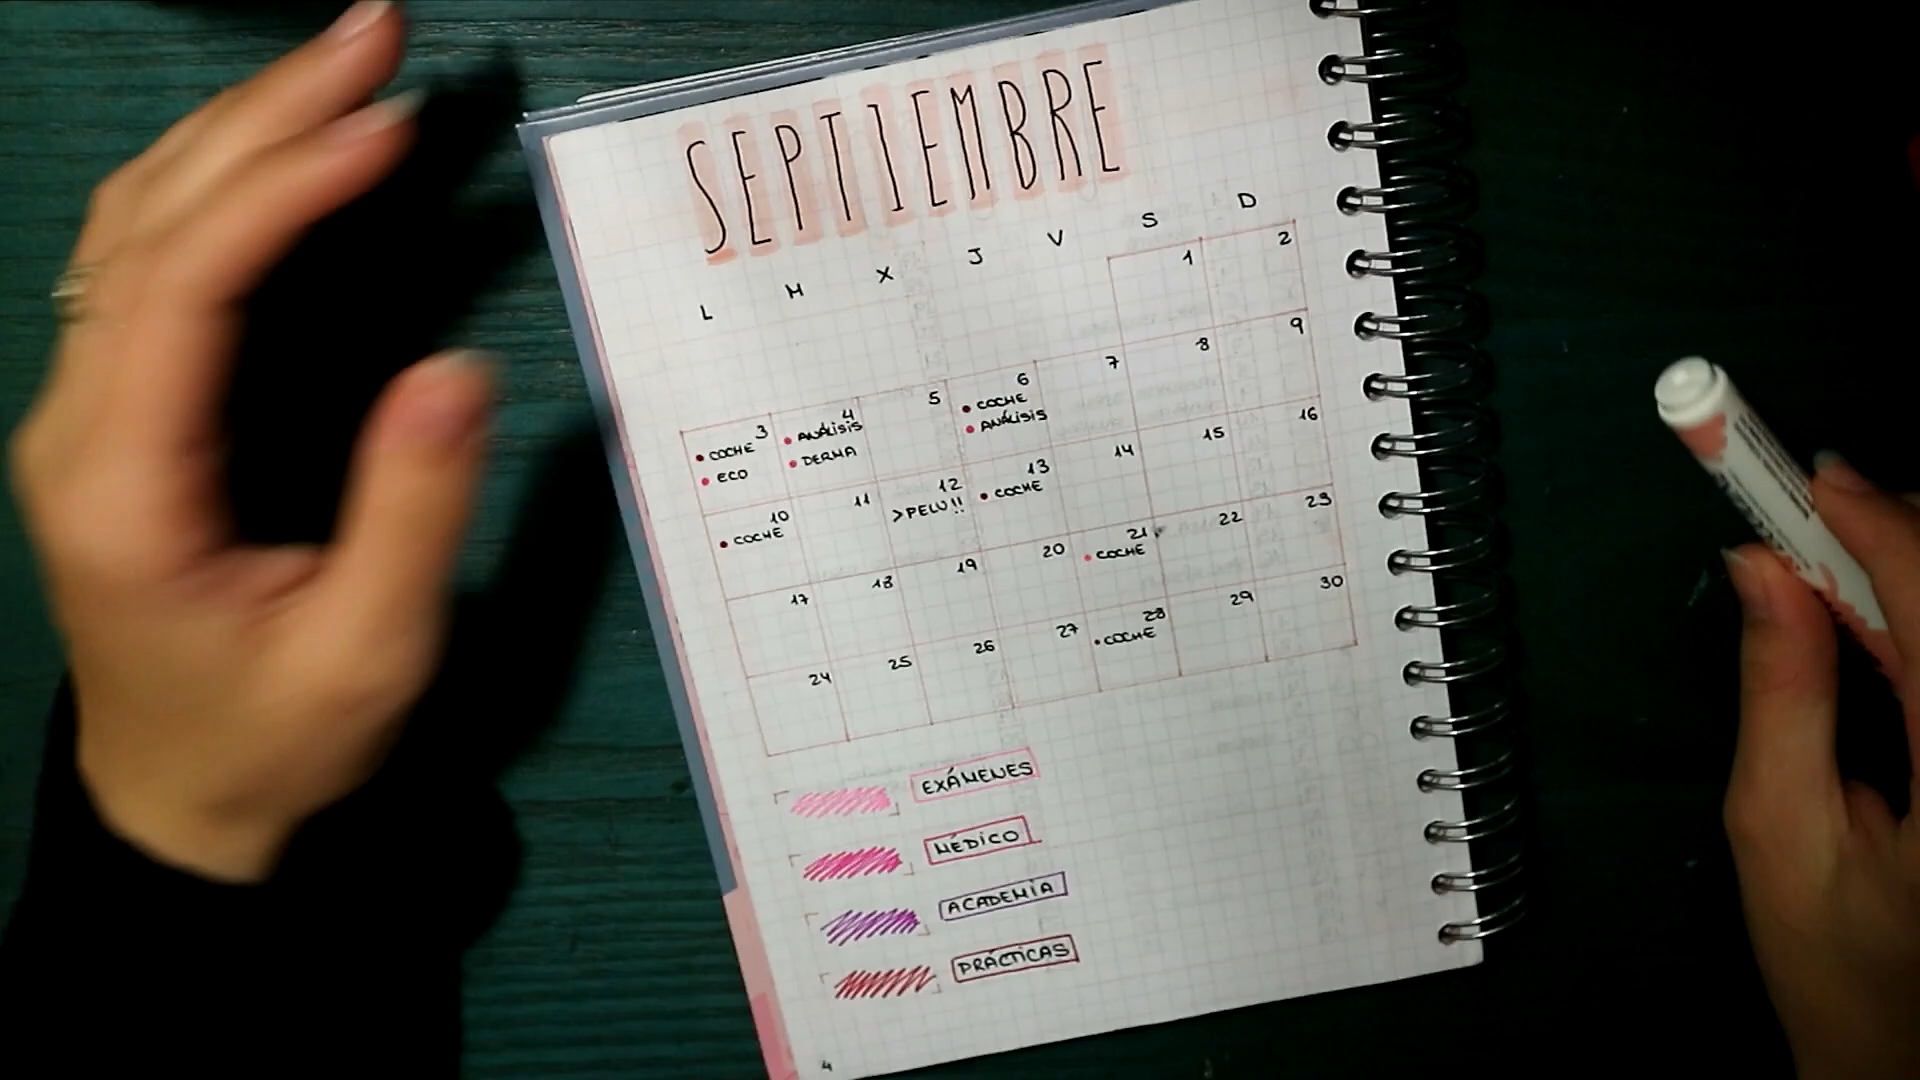 SEPTIEMBRE
L M X J V S D
1 2
3 4 5 6 7 8 9
• COCHE • ANÁLISIS • COCHE
• ECO • DERMA • ANÁLISIS
10 11 12 13 14 15 16
• COCHE >PELU!! • COCHE
17 18 19 20 21 22 23
• COCHE
24 25 26 27 28 29 30
• COCHE
EXÁMENES
MÉDICO
ACADEMIA
PRÁCTICAS
4